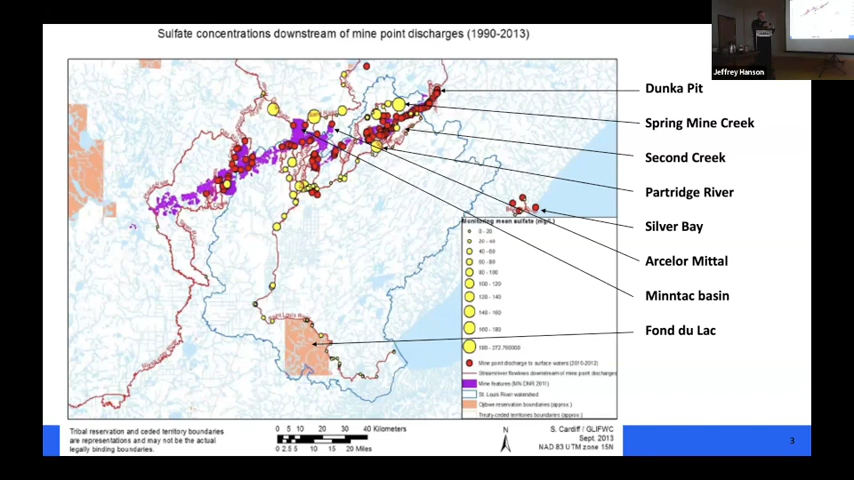 Sulfate concentrations downstream of mine point discharges (1990-2013)
Jeffrey Hanson
Dunka Pit
Spring Mine Creek
Second Creek
Partridge River
Silver Bay
Arcelor Mittal
Minntac basin
Fond du Lac
Monitoring mean sulfate (mg/L)
0 - 20
20 - 40
40 - 60
60 - 80
80 - 100
100 - 120
120 - 140
140 - 160
160 - 180
Mine point discharge to surface waters (2010-2012)
Stream/river flowlines downstream of mine point discharges
Mine features (MN DNR 2011)
St. Louis River watershed
Ojibwe reservation boundaries (approx.)
Treaty-ceded territories boundaries (approx.)
Tribal reservation and ceded territory boundaries
are representations and may not be the actual
legally binding boundaries.
0 5 10 20 30 40 Kilometers
0 2.5 5 10 15 20 Miles
N
S. Cardiff / GLIFWC
Sept. 2013
NAD 83 UTM zone 15N
3